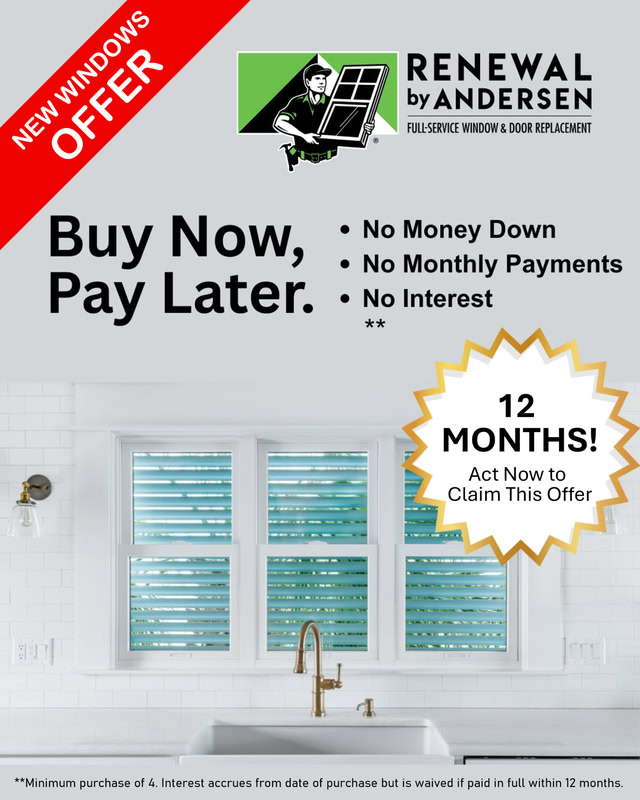 NEW WINDOWS
OFFER
RENEWAL
by ANDERSEN
®
FULL-SERVICE WINDOW & DOOR REPLACEMENT
Buy Now,
Pay Later.
• No Money Down
• No Monthly Payments
• No Interest
**
12
MONTHS!
Act Now to
Claim This Offer
**Minimum purchase of 4. Interest accrues from date of purchase but is waived if paid in full within 12 months.